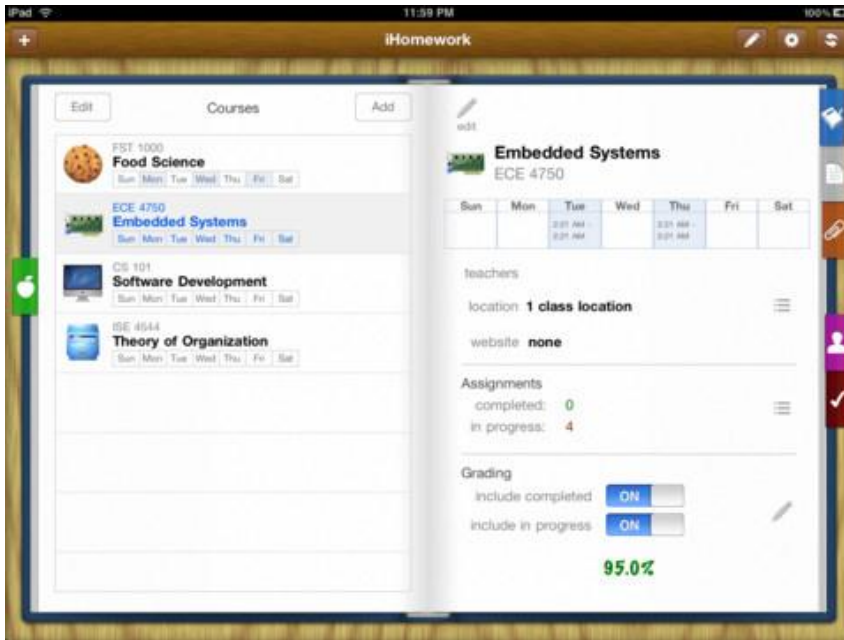 iPad 11:59 PM 100%
iHomework
Edit Courses Add
FST 1000
Food Science
Sun Mon Tue Wed Thu Fri Sat
ECE 4750
Embedded Systems
Sun Mon Tue Wed Thu Fri Sat
CS 101
Software Development
Sun Mon Tue Wed Thu Fri Sat
ISE 4644
Theory of Organization
Sun Mon Tue Wed Thu Fri Sat
edit
Embedded Systems
ECE 4750
Sun Mon Tue Wed Thu Fri Sat
teachers
location 1 class location
website none
Assignments
completed: 0
in progress: 4
Grading
include completed ON
include in progress ON
95.0%